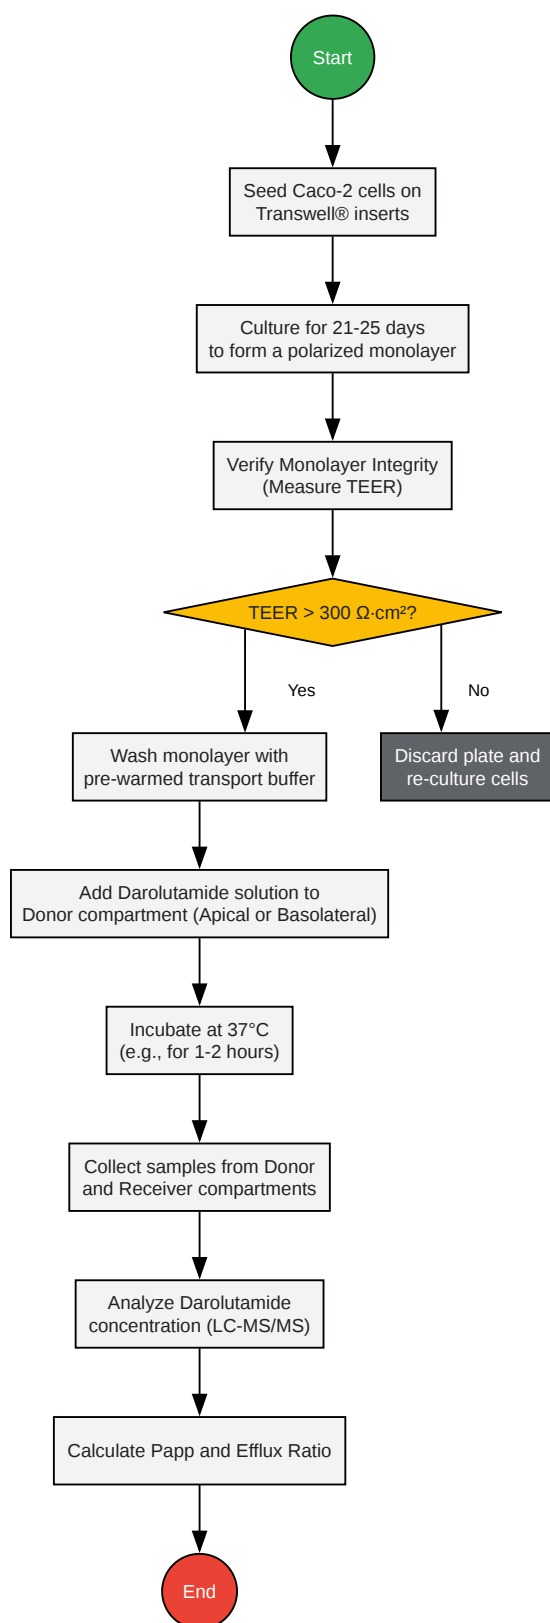 Start
Seed Caco-2 cells on
Transwell® inserts
Culture for 21-25 days
to form a polarized monolayer
Verify Monolayer Integrity
(Measure TEER)
TEER > 300 Ω·cm²?
Yes
No
Wash monolayer with
pre-warmed transport buffer
Discard plate and
re-culture cells
Add Darolutamide solution to
Donor compartment (Apical or Basolateral)
Incubate at 37°C
(e.g., for 1-2 hours)
Collect samples from Donor
and Receiver compartments
Analyze Darolutamide
concentration (LC-MS/MS)
Calculate Papp and Efflux Ratio
End